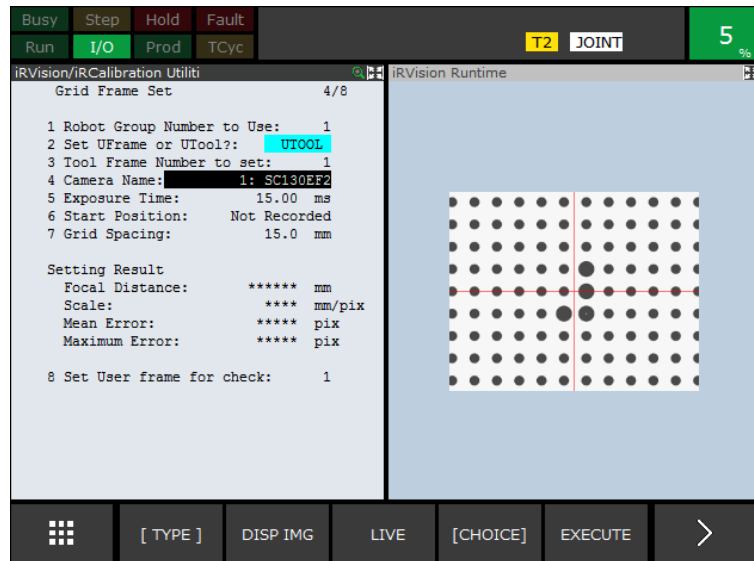 Busy Step Hold Fault
Run I/O Prod TCyc
T2 JOINT
5 %
iRVision/iRCalibration Utiliti
Grid Frame Set 4/8
1 Robot Group Number to Use: 1
2 Set UFrame or UTool?: UTOOL
3 Tool Frame Number to set: 1
4 Camera Name: 1: SC130EF2
5 Exposure Time: 15.00 ms
6 Start Position: Not Recorded
7 Grid Spacing: 15.0 mm
Setting Result
Focal Distance: ****** mm
Scale: **** mm/pix
Mean Error: ***** pix
Maximum Error: ***** pix
8 Set User frame for check: 1
iRVision Runtime
[ TYPE ] DISP IMG LIVE [CHOICE] EXECUTE >